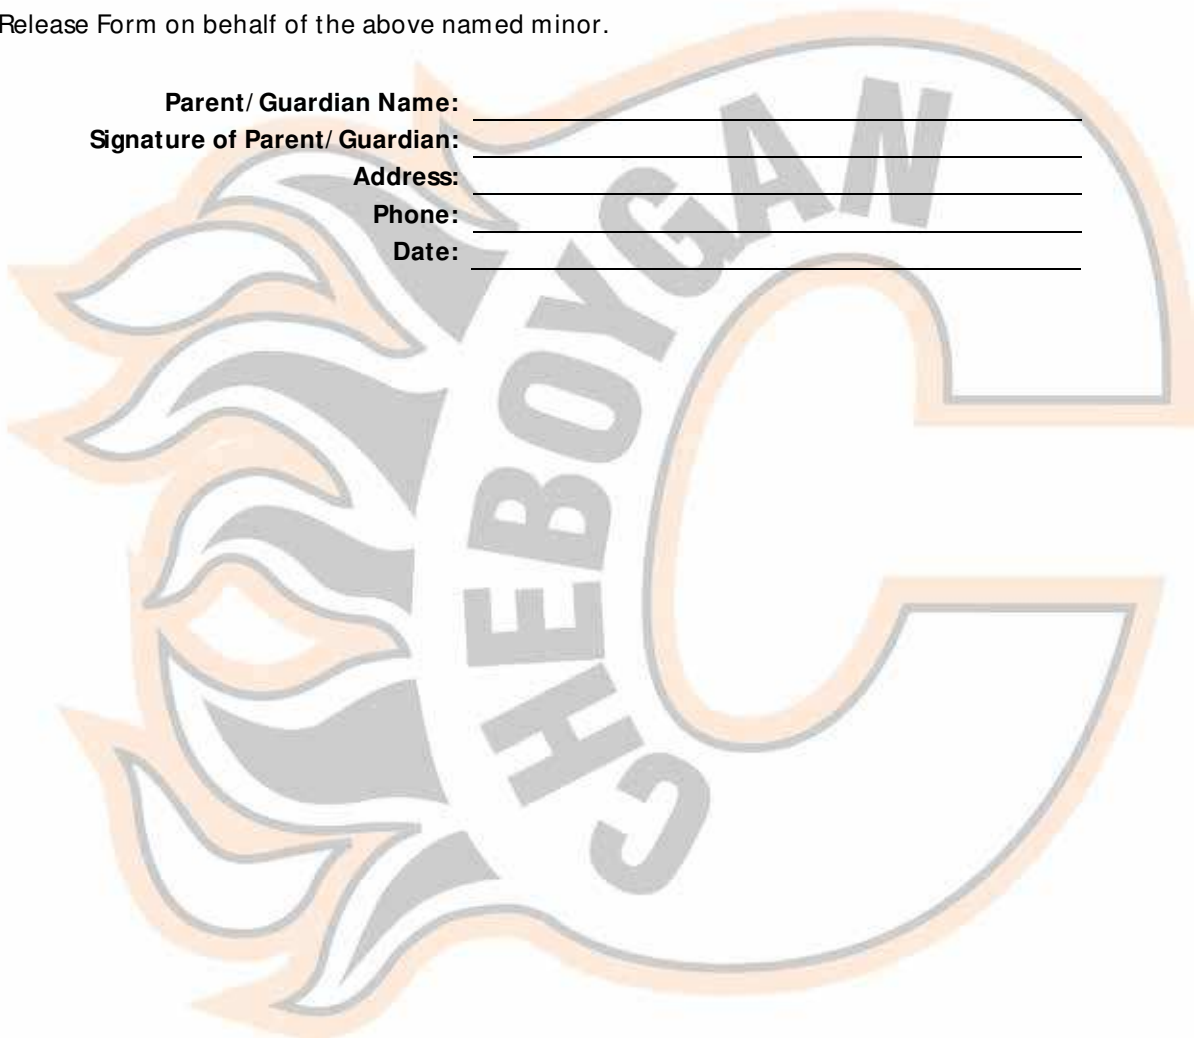 Release Form on behalf of the above named minor.
Parent/Guardian Name:
Signature of Parent/Guardian:
Address:
Phone:
Date:
CHEBOYGAN